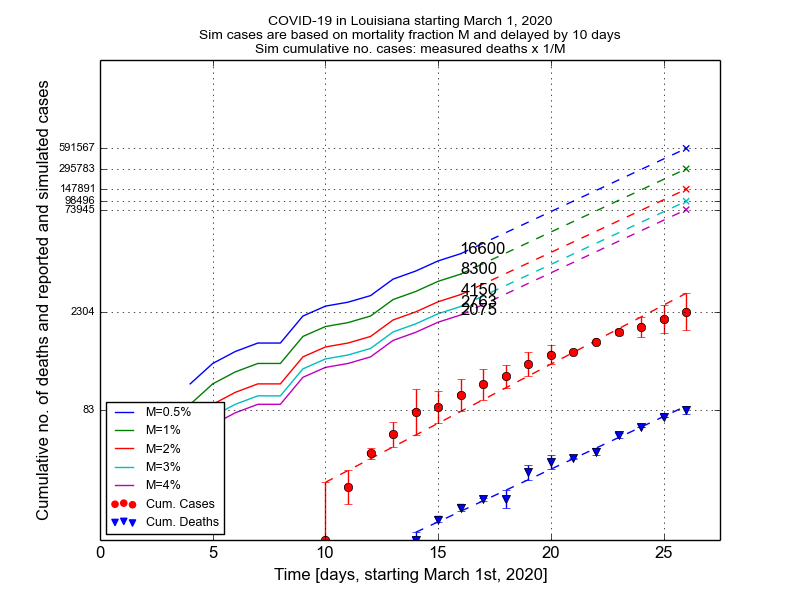 COVID-19 in Louisiana starting March 1, 2020
Sim cases are based on mortality fraction M and delayed by 10 days
Sim cumulative no. cases: measured deaths x 1/M
Cumulative no. of deaths and reported and simulated cases
591567
295783
147891
98496
73945
2304
83
16600
8300
4150
2763
2075
M=0.5%
M=1%
M=2%
M=3%
M=4%
Cum. Cases
Cum. Deaths
0 5 10 15 20 25
Time [days, starting March 1st, 2020]